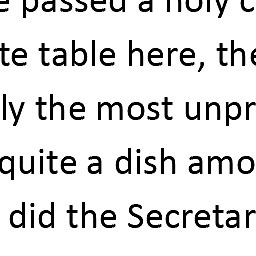 e passed a holy c
te table here, the
ly the most unpr
quite a dish amo
did the Secretar